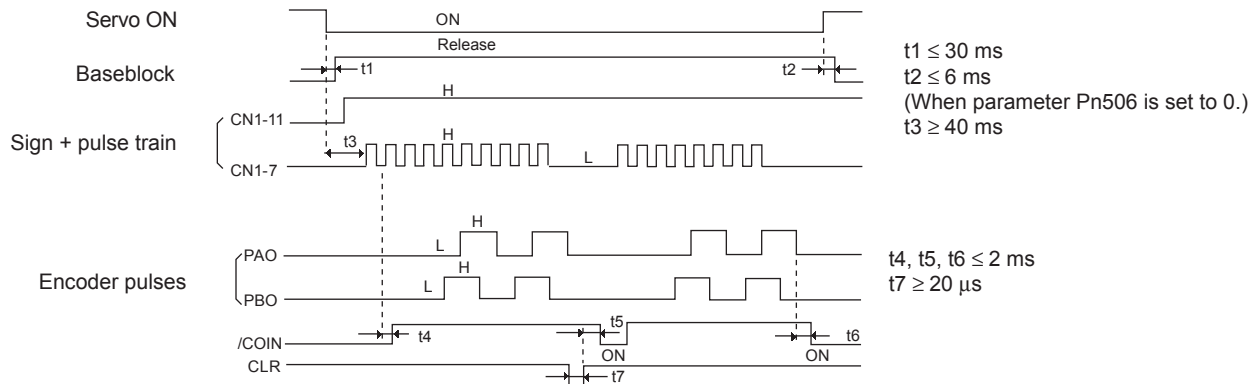 Servo ON
ON
Release
Baseblock
t1
t2
t1 ≤ 30 ms
t2 ≤ 6 ms
(When parameter Pn506 is set to 0.)
t3 ≥ 40 ms
Sign + pulse train
CN1-11
H
t3
H
CN1-7
L
Encoder pulses
PAO
L
H
PBO
L
H
t4, t5, t6 ≤ 2 ms
t7 ≥ 20 μs
/COIN
t4
t5
ON
t6
ON
CLR
t7